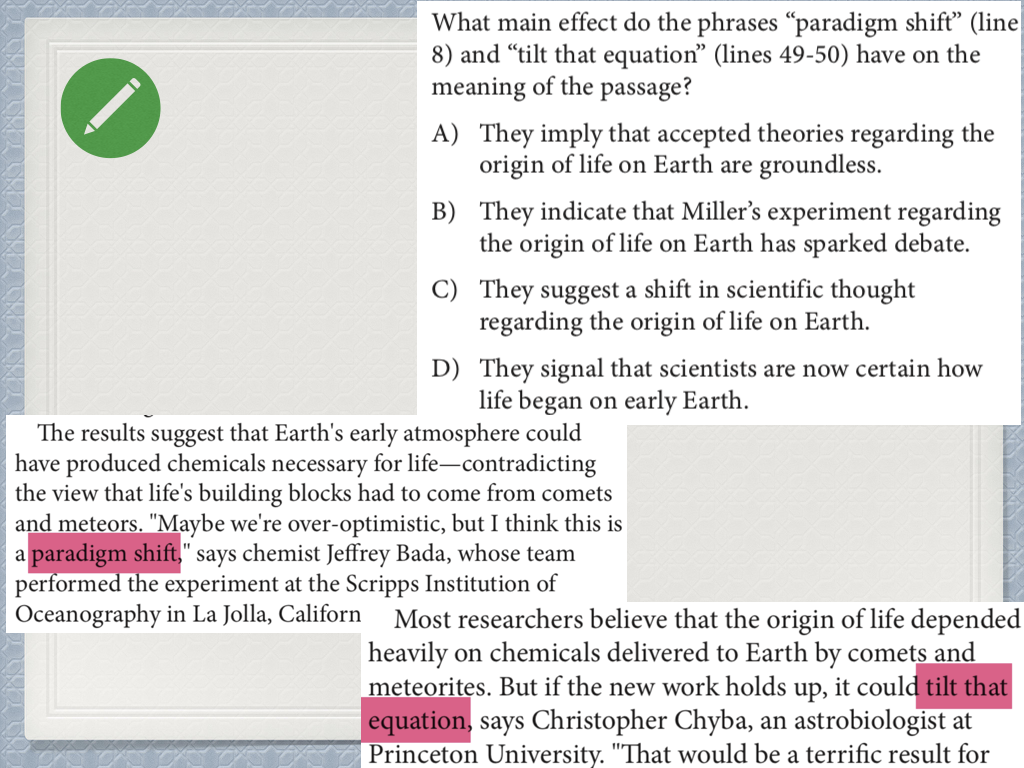 What main effect do the phrases “paradigm shift” (line
8) and “tilt that equation” (lines 49-50) have on the
meaning of the passage?
A) They imply that accepted theories regarding the
origin of life on Earth are groundless.
B) They indicate that Miller’s experiment regarding
the origin of life on Earth has sparked debate.
C) They suggest a shift in scientific thought
regarding the origin of life on Earth.
D) They signal that scientists are now certain how
life began on early Earth.
The results suggest that Earth's early atmosphere could
have produced chemicals necessary for life—contradicting
the view that life's building blocks had to come from comets
and meteors. "Maybe we're over-optimistic, but I think this is
a paradigm shift," says chemist Jeffrey Bada, whose team
performed the experiment at the Scripps Institution of
Oceanography in La Jolla, Californ
Most researchers believe that the origin of life depended
heavily on chemicals delivered to Earth by comets and
meteorites. But if the new work holds up, it could tilt that
equation, says Christopher Chyba, an astrobiologist at
Princeton University. "That would be a terrific result for